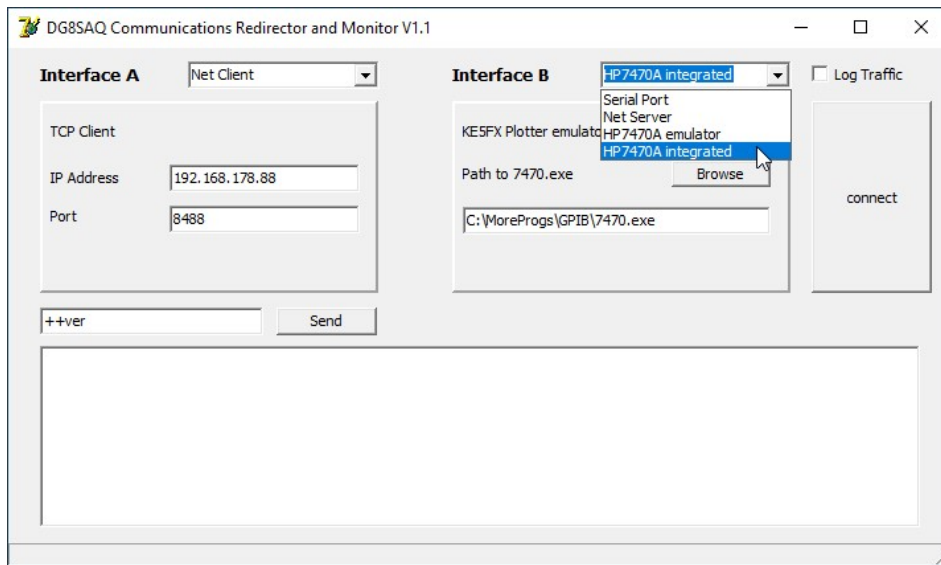 DG8SAQ Communications Redirector and Monitor V1.1
Interface A
Net Client
Interface B
HP7470A integrated
Log Traffic
Serial Port
Net Server
HP7470A emulator
HP7470A integrated
TCP Client
IP Address
192.168.178.88
Port
8488
KE5FX Plotter
Path to 7470.exe
Browse
C:\MoreProgs\GPIB\7470.exe
connect
++ver
Send